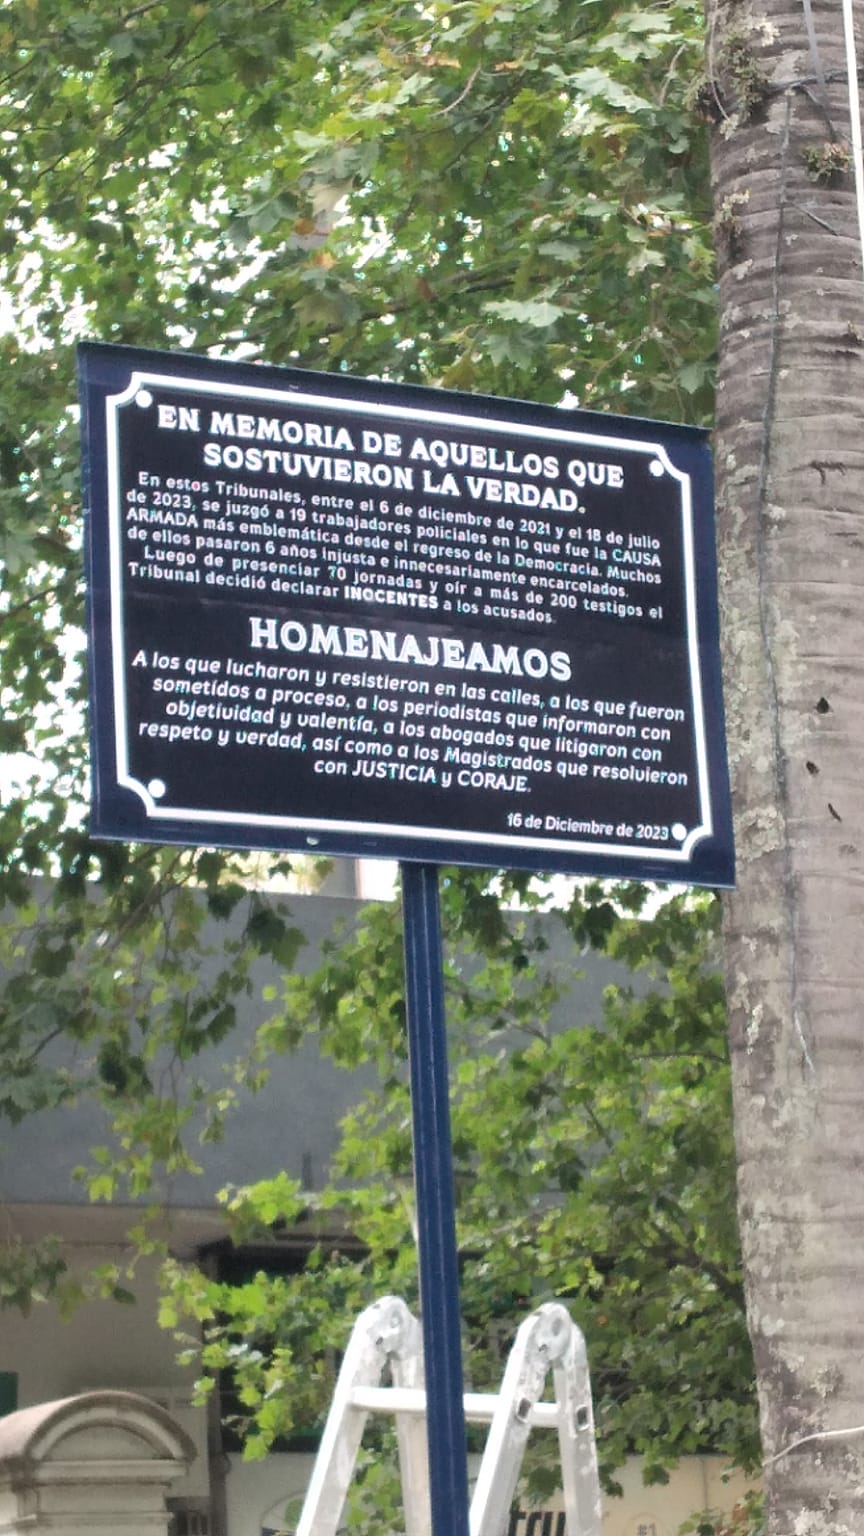 EN MEMORIA DE AQUELLOS QUE
SOSTUVIERON LA VERDAD.
En estos Tribunales, entre el 6 de diciembre de 2021 y el 18 de julio
de 2023, se juzgó a 19 trabajadores policiales en lo que fue la CAUSA
ARMADA más emblemática desde el regreso de la Democracia. Muchos
de ellos pasaron 6 años injusta e innecesariamente encarcelados.
Luego de presenciar 70 jornadas y oír a más de 200 testigos el
Tribunal decidió declarar INOCENTES a los acusados.
HOMENAJEAMOS
A los que lucharon y resistieron en las calles, a los que fueron
sometidos a proceso, a los periodistas que informaron con
objetividad y valentía, a los abogados que litigaron con
respeto y verdad, así como a los Magistrados que resolvieron
con JUSTICIA y CORAJE.
16 de Diciembre de 2023